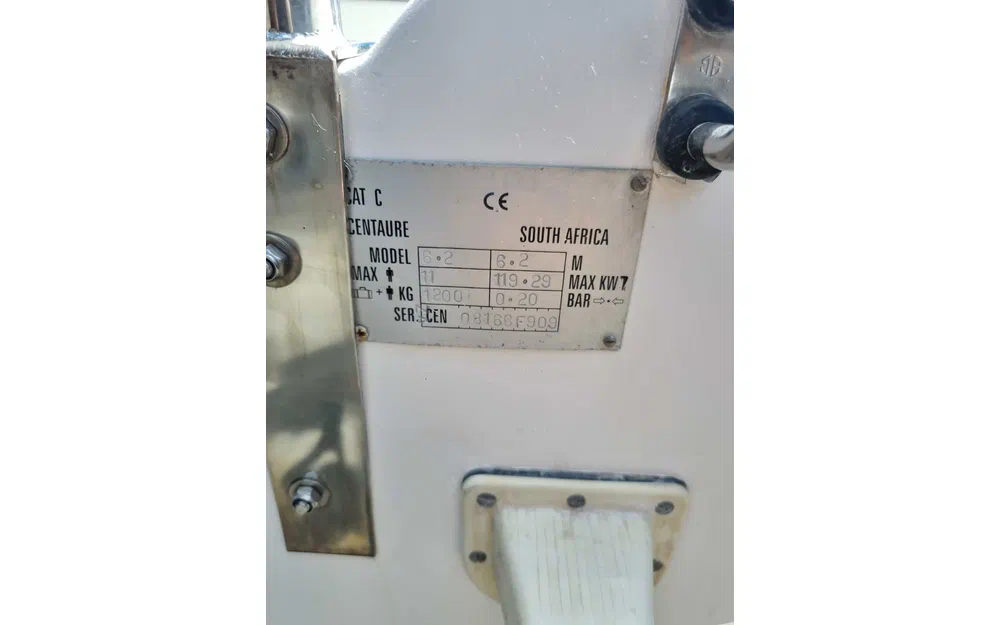 CAT C CE
CENTAURE SOUTH AFRICA
MODEL 6.2 6.2 M
MAX 11 119.29 MAX KW
+ KG 1200 0.20 BAR
SER. CEN 08166F909